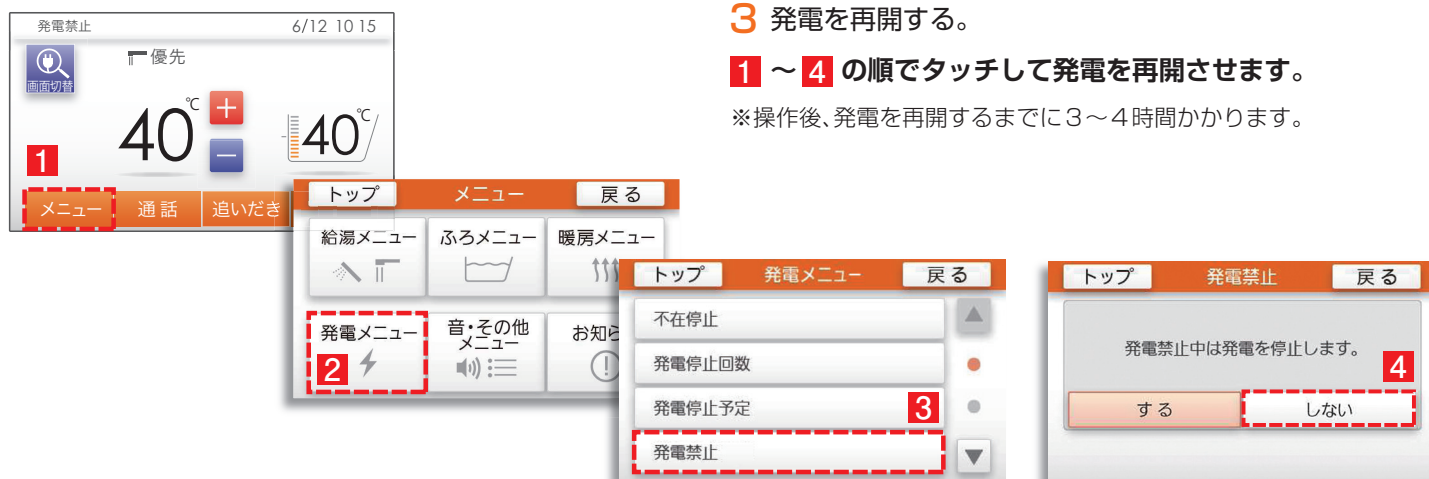 3 発電を再開する。
1 ～ 4 の順でタッチして発電を再開させます。
※操作後、発電を再開するまでに3～4時間かかります。
発電禁止 6/12 10 15
優先
画面切替
40℃ + −
40℃
1
メニュー 通話 追いだき
トップ メニュー 戻る
給湯メニュー ふろメニュー 暖房メニュー
発電メニュー 音・その他メニュー お知ら
2
トップ 発電メニュー 戻る
不在停止
発電停止回数
発電停止予定
3
発電禁止
トップ 発電禁止 戻る
発電禁止中は発電を停止します。
4
する しない